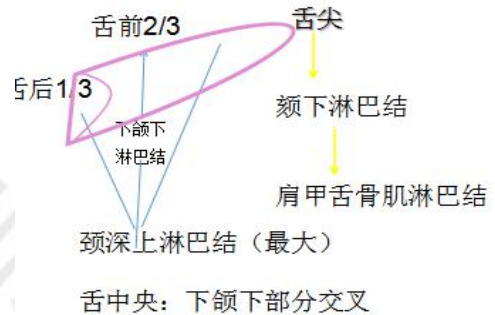 舌前2/3
舌尖
舌后1/3
颏下淋巴结
下颌下
淋巴结
肩甲舌骨肌淋巴结
颈深上淋巴结（最大）
舌中央：下颌下部分交叉